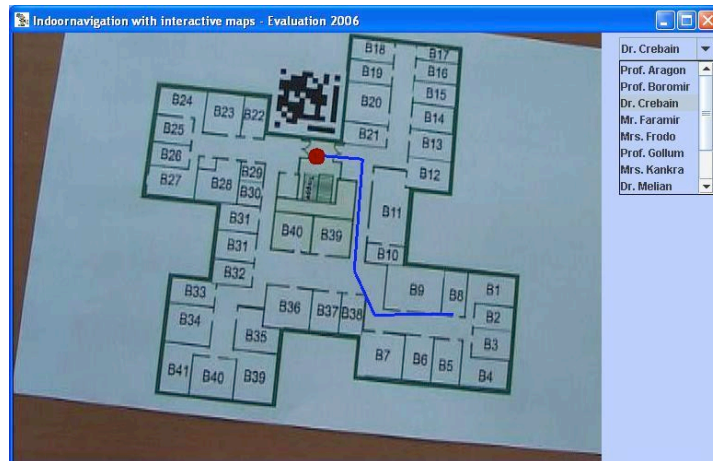 Indoornavigation with interactive maps - Evaluation 2006
Dr. Crebain
Prof. Aragon
Prof. Boromir
Dr. Crebain
Mr. Faramir
Mrs. Frodo
Prof. Gollum
Mrs. Kankra
Dr. Melian
B18 B17
B19 B16
B20 B15
B14
B21 B13
B12
B24 B23 B22
B25
B26
B27 B28 B29
B30
B31
B31
B32
B11
B10
B40 B39
B9 B8 B1
B2
B3
B4
B33
B34
B35
B36 B37 B38
B7 B6 B5
B41 B40 B39